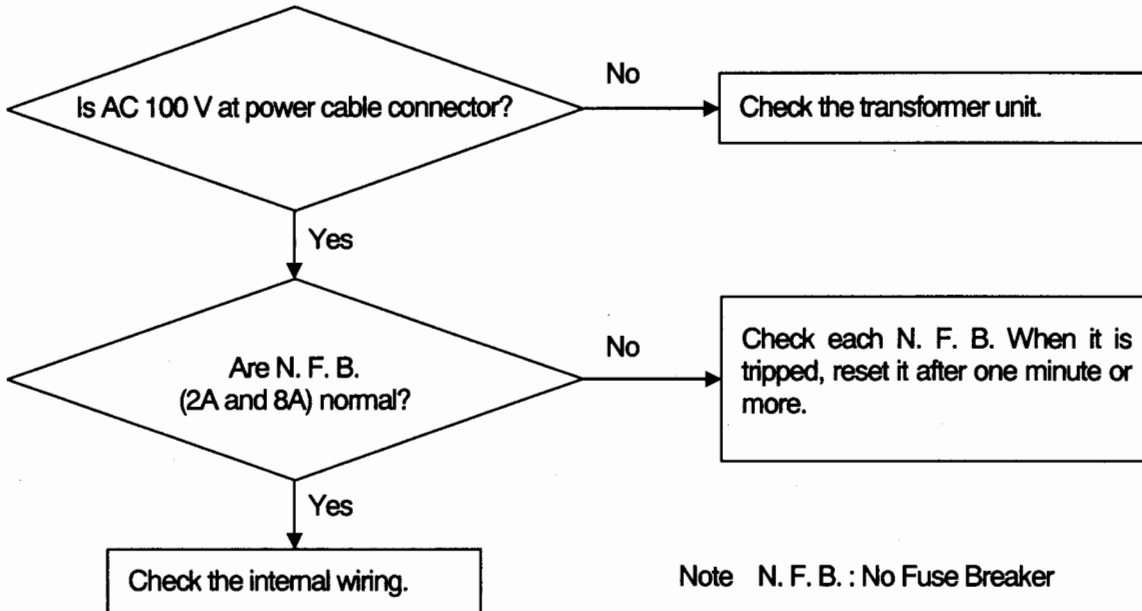 Is AC 100 V at power cable connector?
No
Check the transformer unit.
Yes
Are N. F. B.
(2A and 8A) normal?
No
Check each N. F. B. When it is
tripped, reset it after one minute or
more.
Yes
Check the internal wiring.
Note N. F. B. : No Fuse Breaker